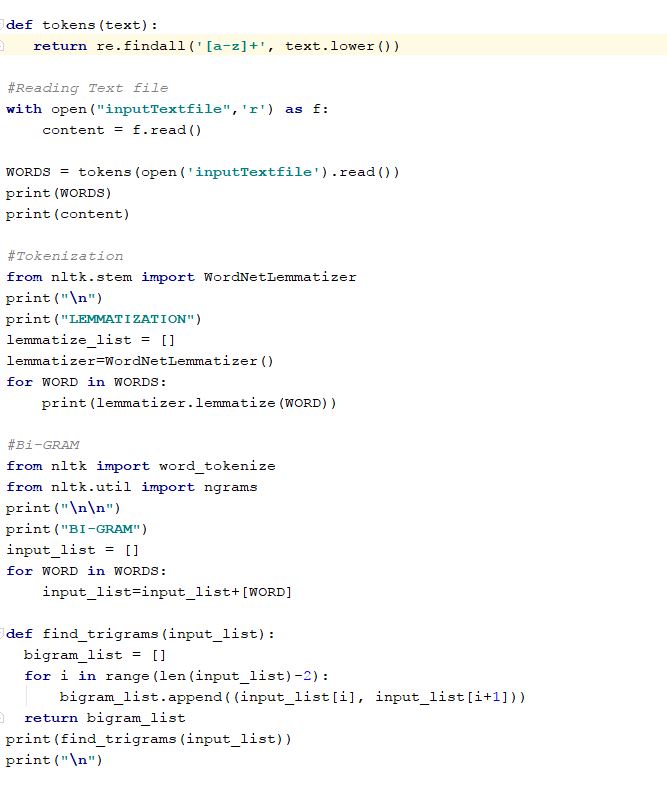 def tokens(text):
   return re.findall('[a-z]+', text.lower())
#Reading Text file
with open("inputTextfile",'r') as f:
    content = f.read()
WORDS = tokens(open('inputTextfile').read())
print(WORDS)
print(content)
#Tokenization
from nltk.stem import WordNetLemmatizer
print("\n")
print("LEMMATIZATION")
lemmatize_list = []
lemmatizer=WordNetLemmatizer()
for WORD in WORDS:
    print(lemmatizer.lemmatize(WORD))
#Bi-GRAM
from nltk import word_tokenize
from nltk.util import ngrams
print("\n\n")
print("BI-GRAM")
input_list = []
for WORD in WORDS:
    input_list=input_list+[WORD]
def find_trigrams(input_list):
  bigram_list = []
  for i in range(len(input_list)-2):
      bigram_list.append((input_list[i], input_list[i+1]))
  return bigram_list
print(find_trigrams(input_list))
print("\n")